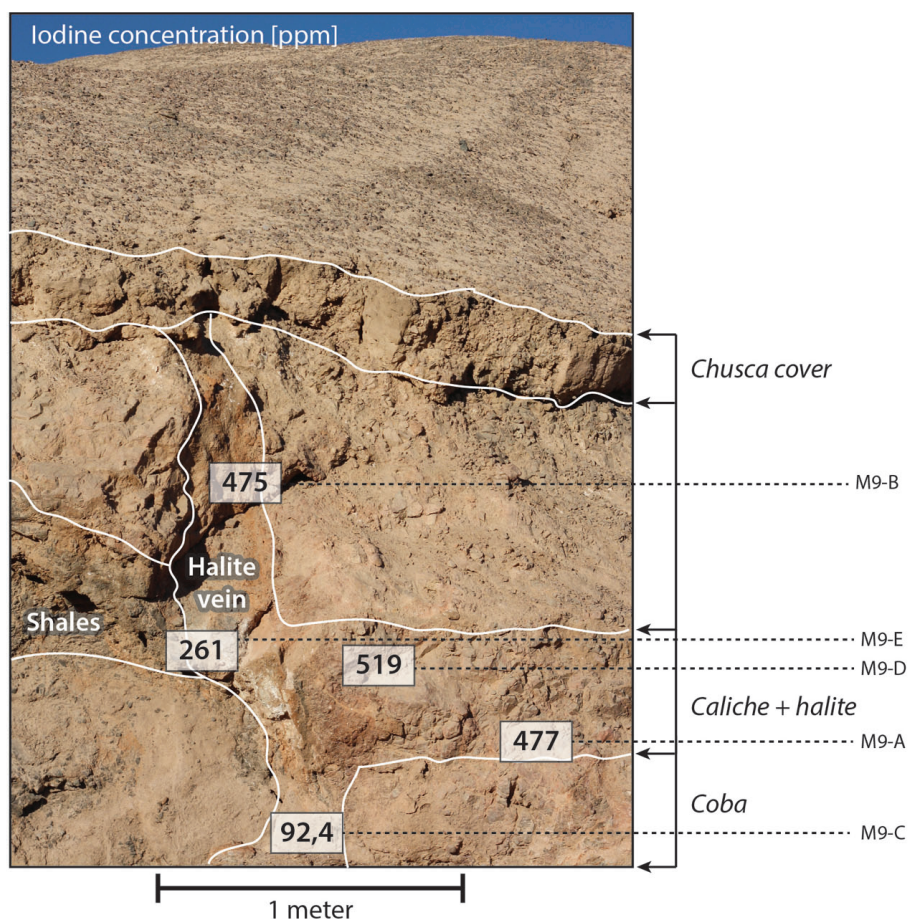 Iodine concentration [ppm]
Chusca cover
475
M9-B
Halite
vein
Shales
261
M9-E
519
M9-D
Caliche + halite
477
M9-A
Coba
92,4
M9-C
1 meter